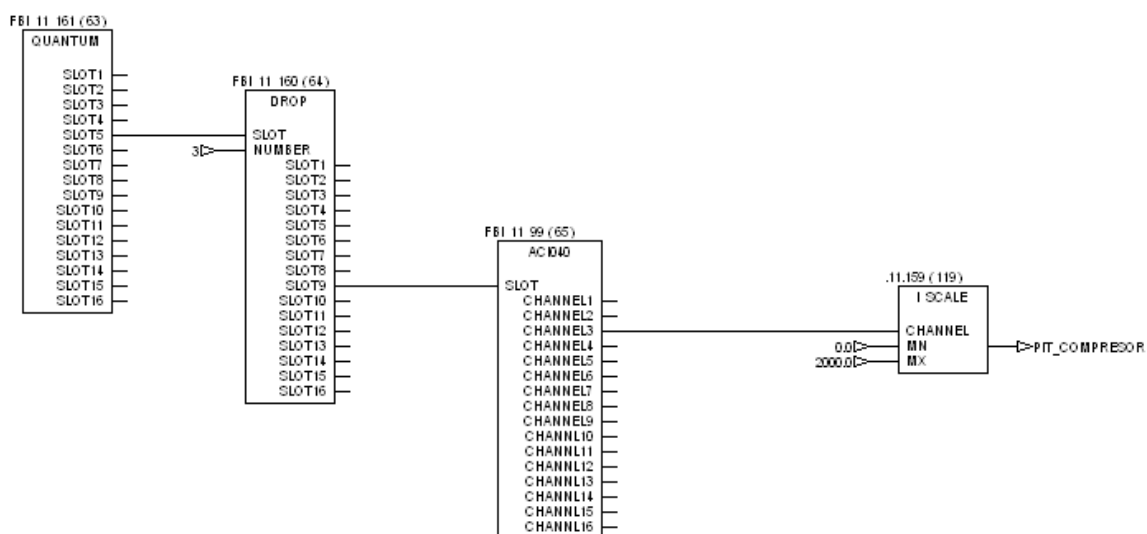 FBI_11_161 (63)
QUANTUM
SLOT1
SLOT2
SLOT3
SLOT4
SLOT5
SLOT6
SLOT7
SLOT8
SLOT9
SLOT10
SLOT11
SLOT12
SLOT13
SLOT14
SLOT15
SLOT16
FBI_11_160 (64)
DROP
SLOT
3
NUMBER
SLOT1
SLOT2
SLOT3
SLOT4
SLOT5
SLOT6
SLOT7
SLOT8
SLOT9
SLOT10
SLOT11
SLOT12
SLOT13
SLOT14
SLOT15
SLOT16
FBI_11_99 (65)
ACI040
SLOT
CHANNEL1
CHANNEL2
CHANNEL3
CHANNEL4
CHANNEL5
CHANNEL6
CHANNEL7
CHANNEL8
CHANNEL9
CHANNL10
CHANNL11
CHANNL12
CHANNL13
CHANNL14
CHANNL15
CHANNL16
.11.159 (119)
I_SCALE
CHANNEL
0.0 MN
2000.0 MX
PIT_COMPRESOR